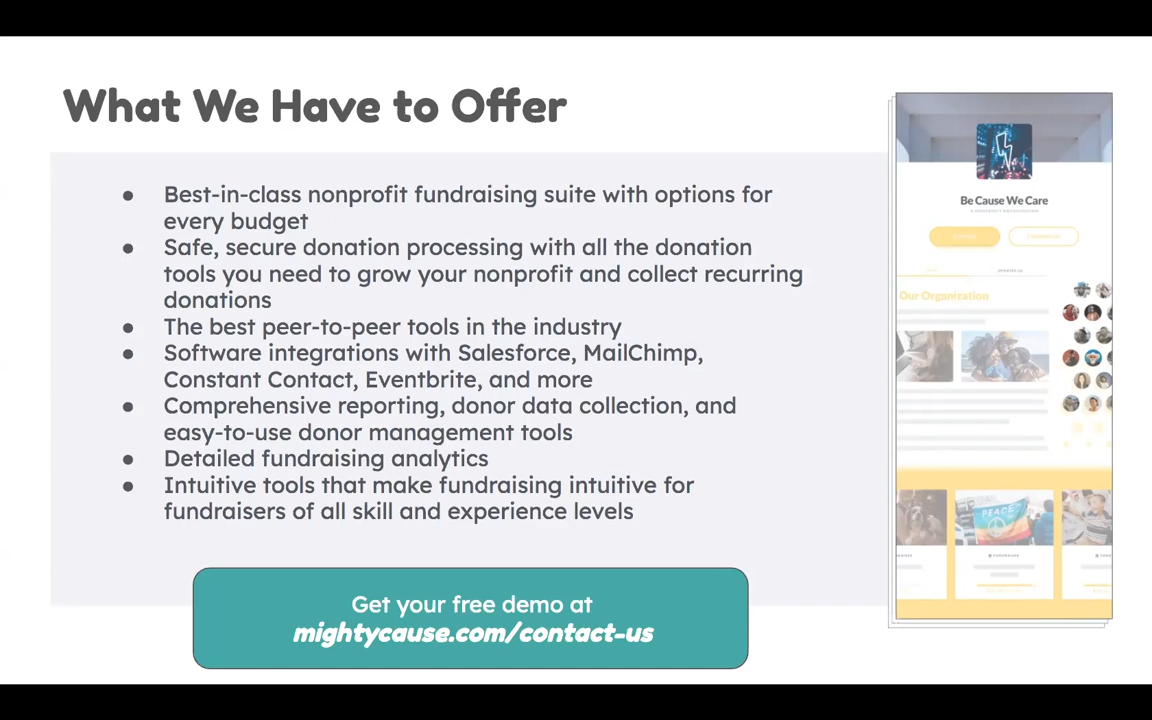 What We Have to Offer
● Best-in-class nonprofit fundraising suite with options for
every budget
● Safe, secure donation processing with all the donation
tools you need to grow your nonprofit and collect recurring
donations
● The best peer-to-peer tools in the industry
● Software integrations with Salesforce, MailChimp,
Constant Contact, Eventbrite, and more
● Comprehensive reporting, donor data collection, and
easy-to-use donor management tools
● Detailed fundraising analytics
● Intuitive tools that make fundraising intuitive for
fundraisers of all skill and experience levels
Get your free demo at
mightycause.com/contact-us
Be Cause We Care
Our Organization
PEACE